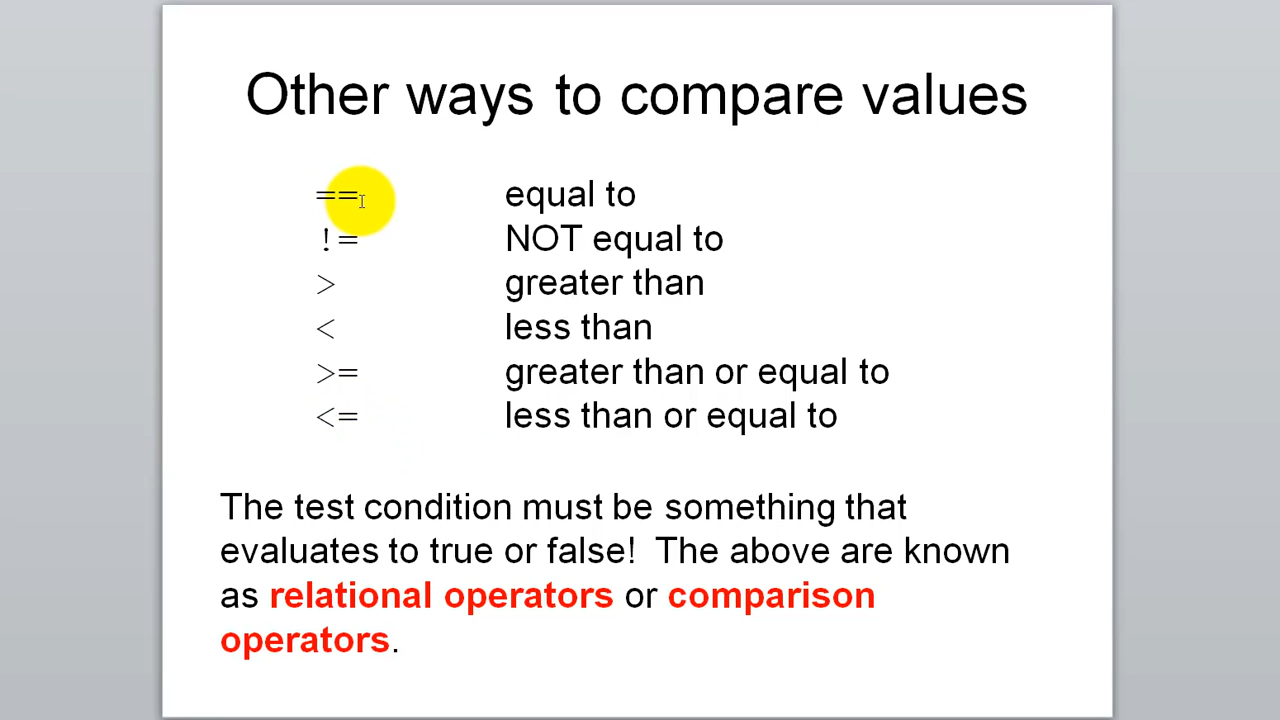 Other ways to compare values
== equal to
!= NOT equal to
> greater than
< less than
>= greater than or equal to
<= less than or equal to
The test condition must be something that
evaluates to true or false! The above are known
as relational operators or comparison
operators.